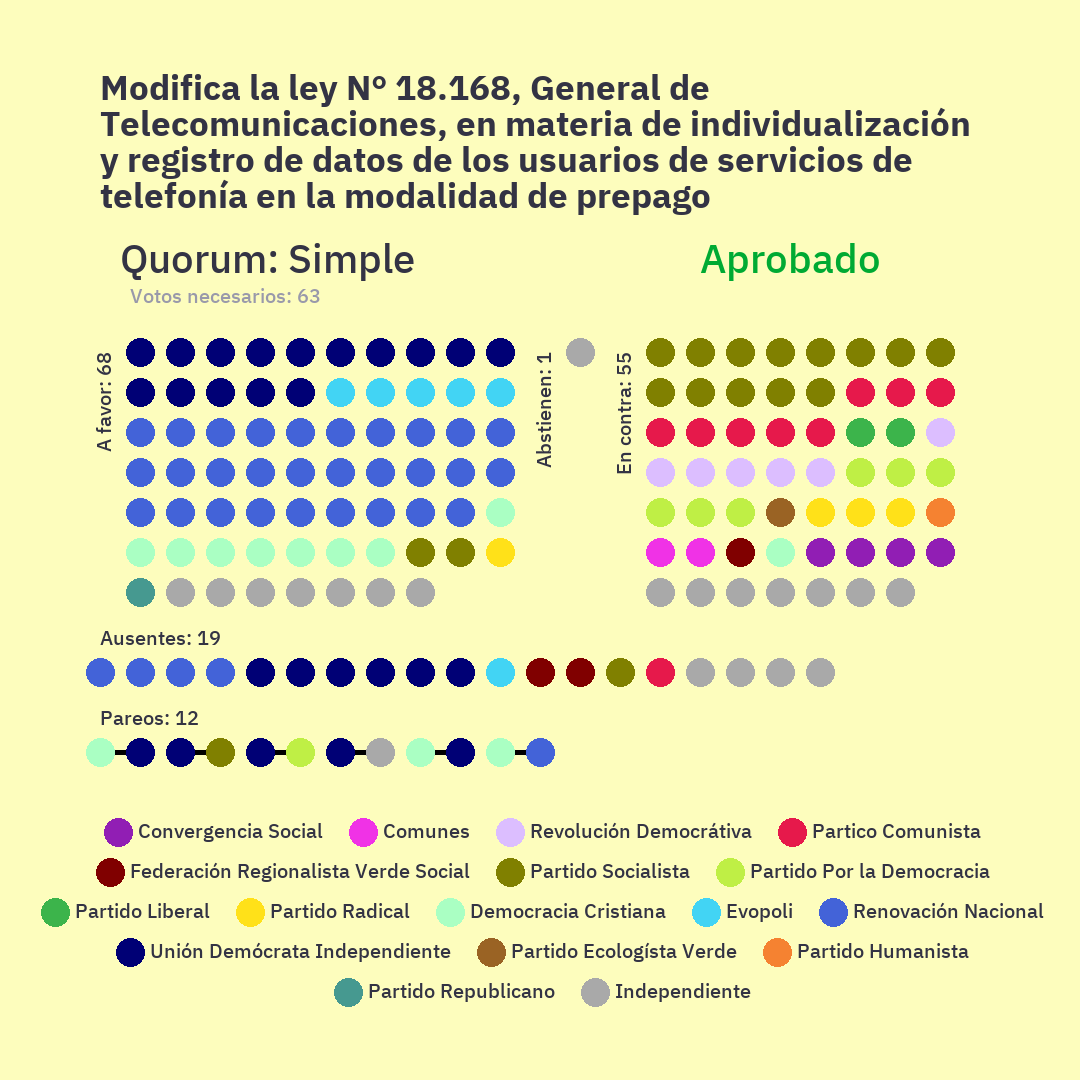 Modifica la ley Nº 18.168, General de
Telecomunicaciones, en materia de individualización
y registro de datos de los usuarios de servicios de
telefonía en la modalidad de prepago
Quorum: Simple
Aprobado
Votos necesarios: 63
A favor: 68
Abstienen: 1
En contra: 55
Ausentes: 19
Pareos: 12
Convergencia Social
Comunes
Revolución Democrátiva
Partico Comunista
Federación Regionalista Verde Social
Partido Socialista
Partido Por la Democracia
Partido Liberal
Partido Radical
Democracia Cristiana
Evopoli
Renovación Nacional
Unión Demócrata Independiente
Partido Ecologísta Verde
Partido Humanista
Partido Republicano
Independiente